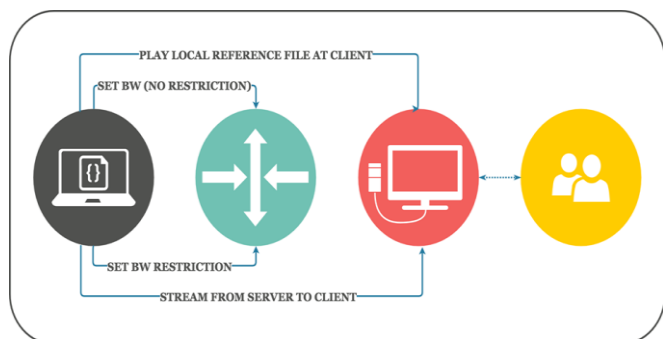 PLAY LOCAL REFERENCE FILE AT CLIENT
SET BW (NO RESTRICTION)
{}
SET BW RESTRICTION
STREAM FROM SERVER TO CLIENT